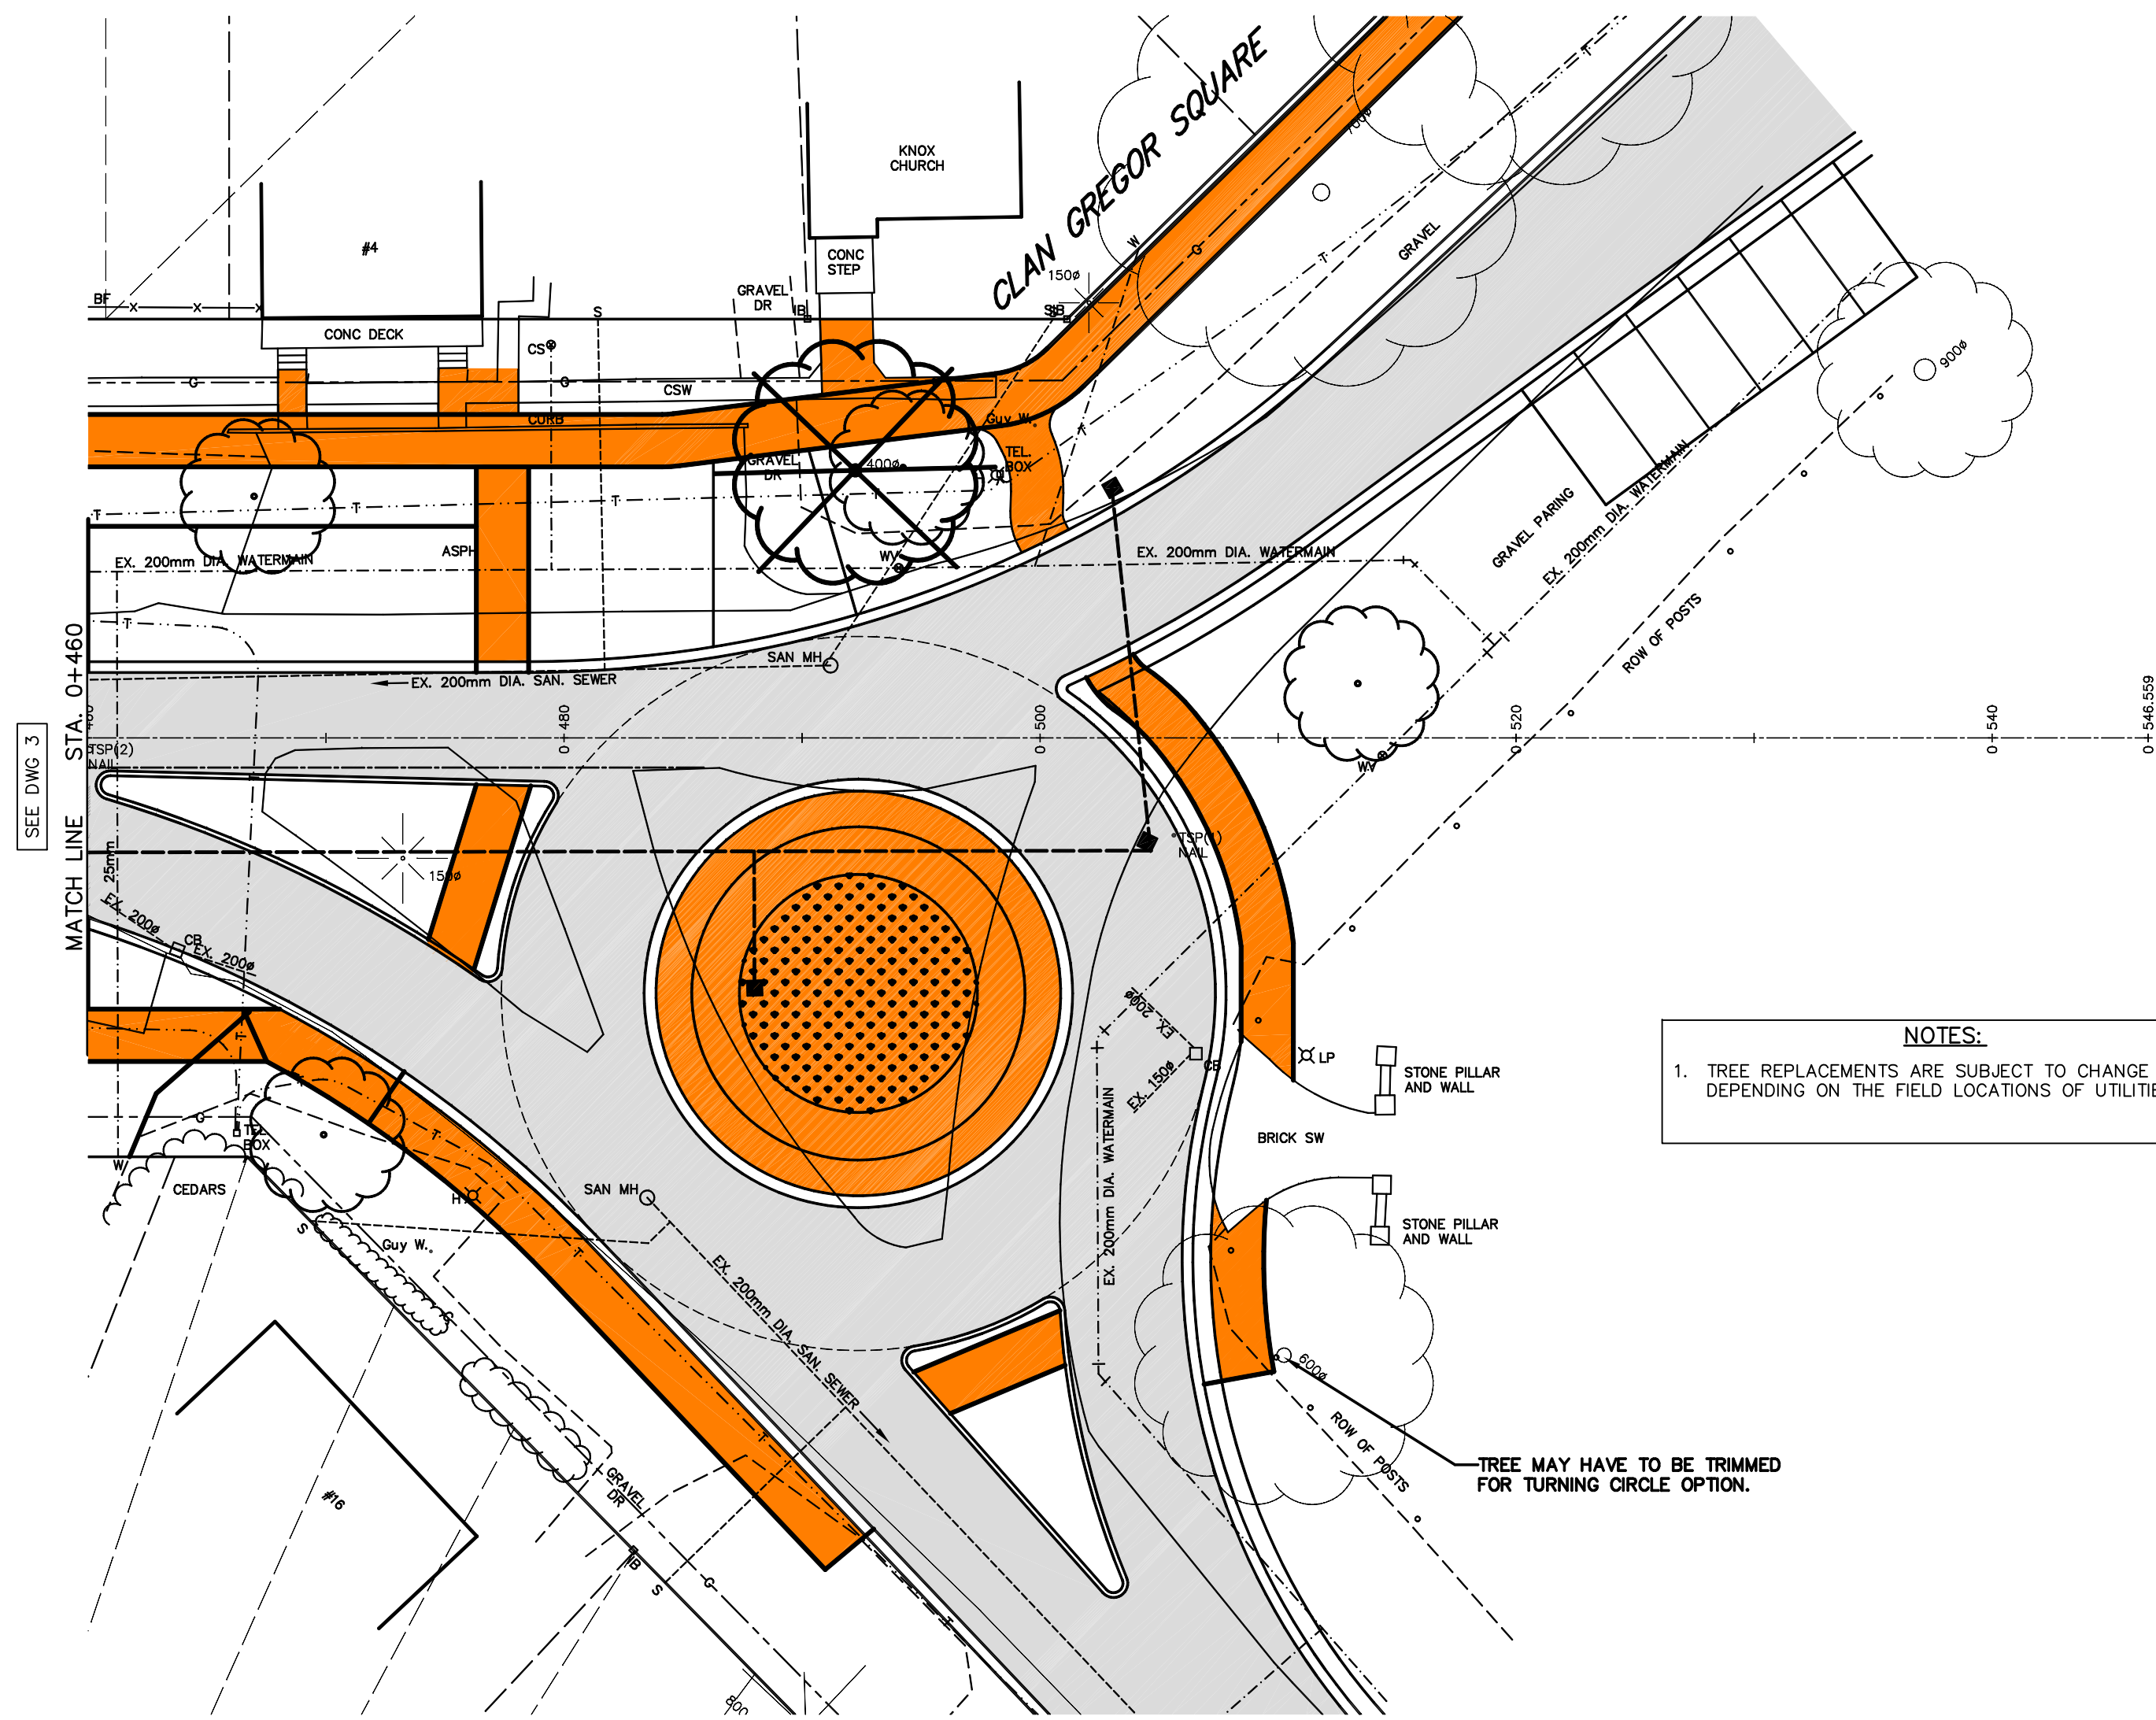 CLAN GREGOR SQUARE
KNOX
CHURCH
#4
CONC
STEP
BF
X
X
X
CONC DECK
GRAVEL
DR
IB
SIB
150ø
W
G
T
T
GRAVEL
700ø
900ø
S
CS
G
G
CSW
CURB
Guy W.
TEL.
BOX
GRAVEL
DR
400ø
T
T
T
T
ASPH
EX. 200mm DIA. WATERMAIN
WV
EX. 200mm DIA. WATERMAIN
GRAVEL PARING
EX. 200mm DIA. WATERMAIN
ROW OF POSTS
T
SAN MH
EX. 200mm DIA. SAN. SEWER
SEE DWG 3
MATCH LINE STA. 0+460
0 480
0 500
0 520
0 540
0 546.559
TSP(2)
NAIL
WV
TSP(1)
NAIL
25mm
150ø
EX. 200ø
CB
EX. 200ø
EX. 200ø
CB
EX. 150ø
LP
STONE PILLAR
AND WALL
BRICK SW
STONE PILLAR
AND WALL
NOTES:
1. TREE REPLACEMENTS ARE SUBJECT TO CHANGE
DEPENDING ON THE FIELD LOCATIONS OF UTILITIE
T
G
TEL.
BOX
W
CEDARS
T
H
SAN MH
S
Guy W.
T
EX. 200mm DIA. SAN. SEWER
EX. 200mm DIA. WATERMAIN
600ø
ROW OF POSTS
TREE MAY HAVE TO BE TRIMMED
FOR TURNING CIRCLE OPTION.
T
GRAVEL
DR
#16
IB
S
G
T
800